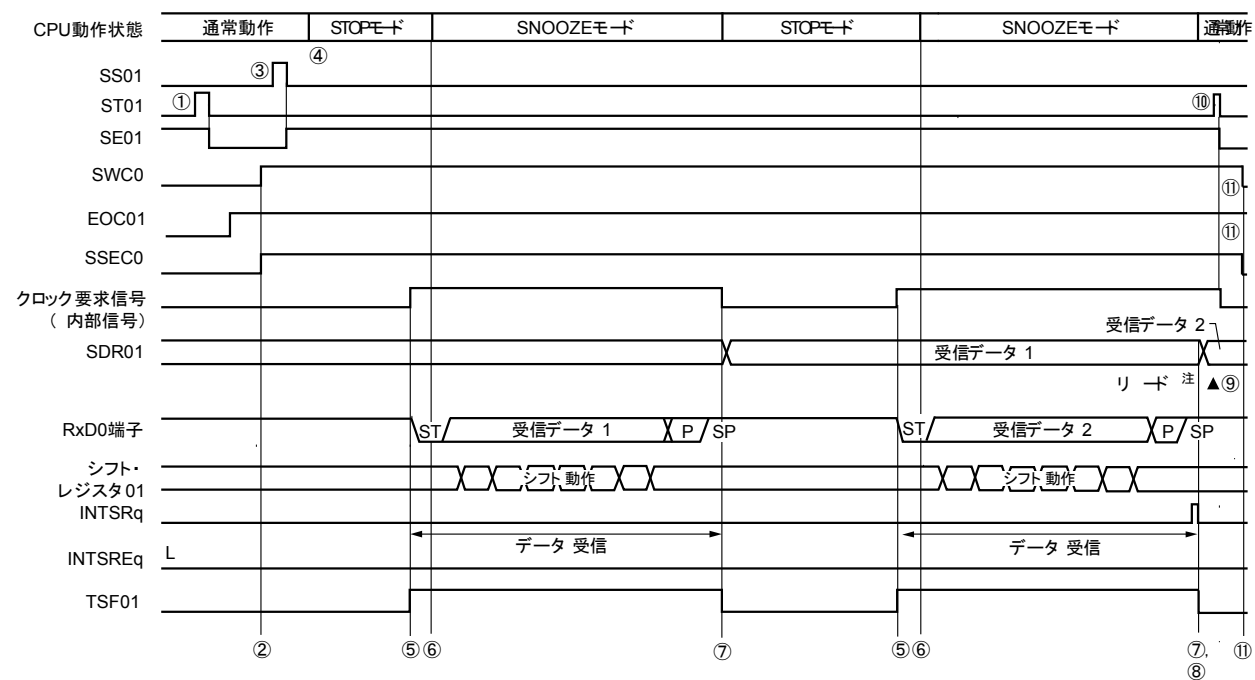 CPU動作状態 通常動作 STOPモード SNOOZEモード STOPモード SNOOZEモード 通常動作
④
SS01 ③
ST01 ① ⑩
SE01
SWC0
⑪
EOC01
⑪
SSEC0
クロック要求信号
( 内部信号)
受信データ 2
SDR01 受信データ 1
リード 注 ▲⑨
RxD0端子 ST 受信データ 1 P SP ST 受信データ 2 P SP
シフト・
レジスタ01 シフト動作 シフト動作
INTSRq
データ 受信 データ 受信
INTSREq L
TSF01
② ⑤ ⑥ ⑦ ⑤ ⑥ ⑦, ⑪
⑧